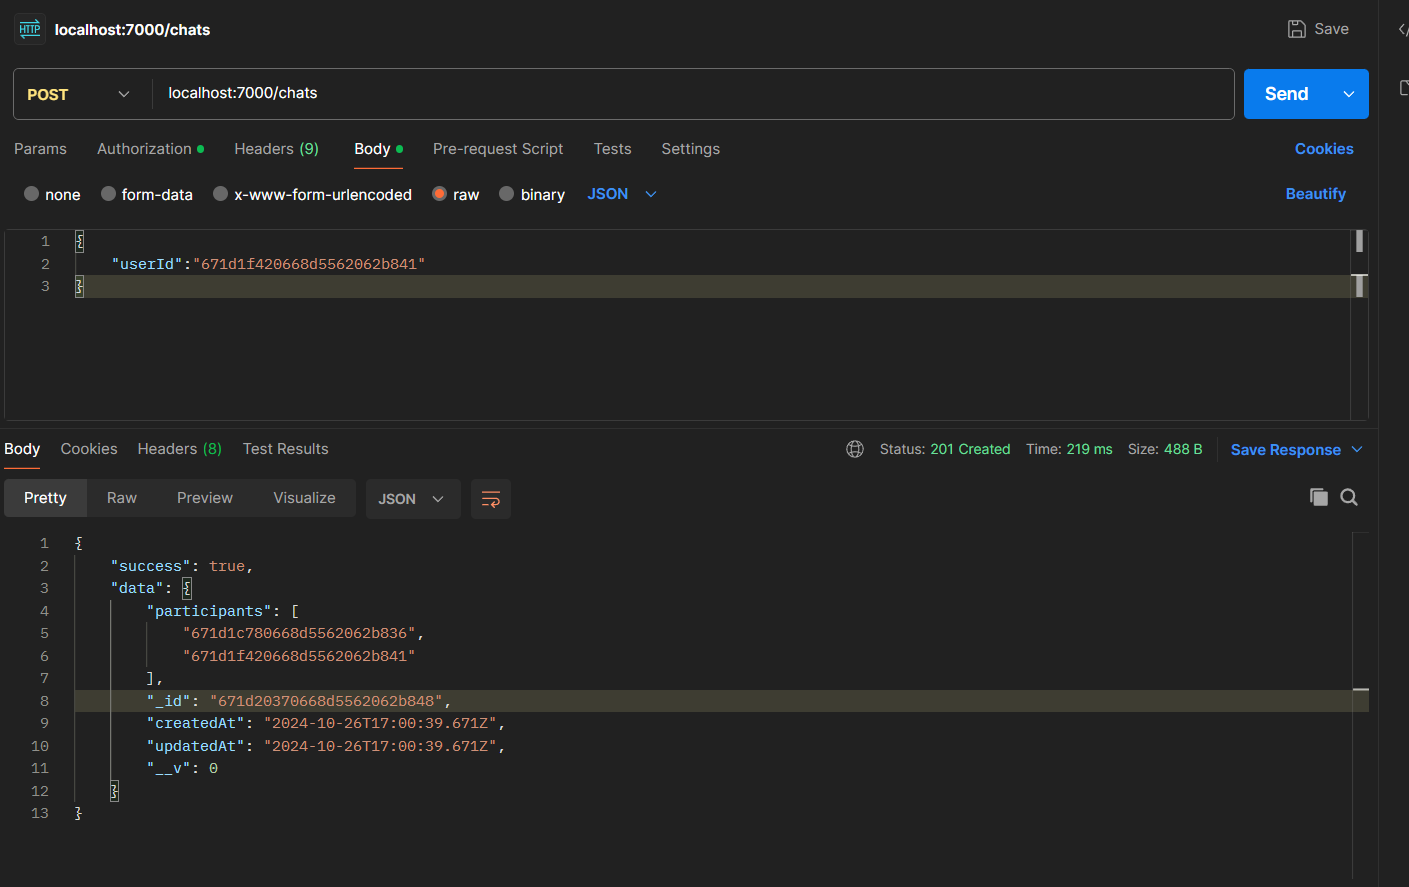 HTTP localhost:7000/chats Save
POST localhost:7000/chats Send
Params Authorization Headers (9) Body Pre-request Script Tests Settings Cookies
none form-data x-www-form-urlencoded raw binary JSON Beautify
1 {
2 "userId":"671d1f420668d5562062b841"
3 }
Body Cookies Headers (8) Test Results Status: 201 Created Time: 219 ms Size: 488 B Save Response
Pretty Raw Preview Visualize JSON
1 {
2 "success": true,
3 "data": {
4 "participants": [
5 "671d1c780668d5562062b836",
6 "671d1f420668d5562062b841"
7 ],
8 "_id": "671d20370668d5562062b848",
9 "createdAt": "2024-10-26T17:00:39.671Z",
10 "updatedAt": "2024-10-26T17:00:39.671Z",
11 "__v": 0
12 }
13 }